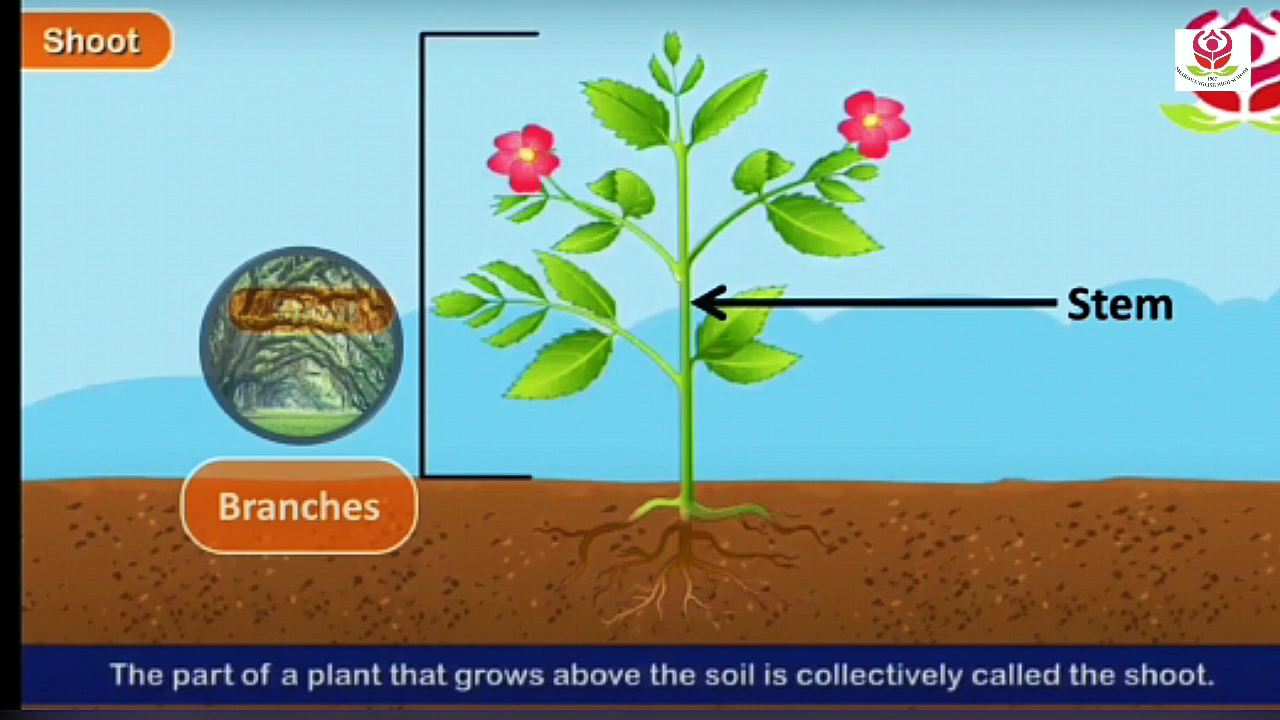 Shoot
Stem
Branches
The part of a plant that grows above the soil is collectively called the shoot.